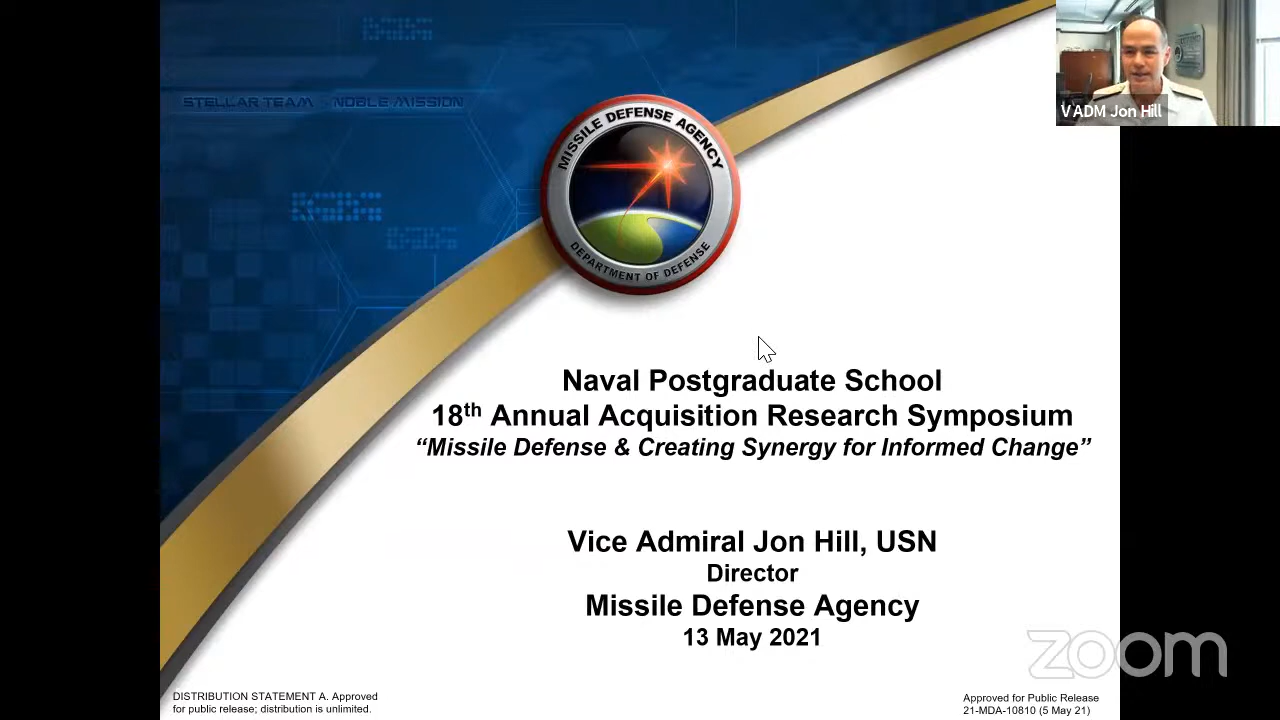 STELLAR TEAM NOBLE MISSION
MISSILE DEFENSE AGENCY
DEPARTMENT OF DEFENSE
VADM Jon Hill
Naval Postgraduate School
18th Annual Acquisition Research Symposium
“Missile Defense & Creating Synergy for Informed Change”
Vice Admiral Jon Hill, USN
Director
Missile Defense Agency
13 May 2021
zoom
DISTRIBUTION STATEMENT A. Approved
for public release; distribution is unlimited.
Approved for Public Release
21-MDA-10810 (5 May 21)